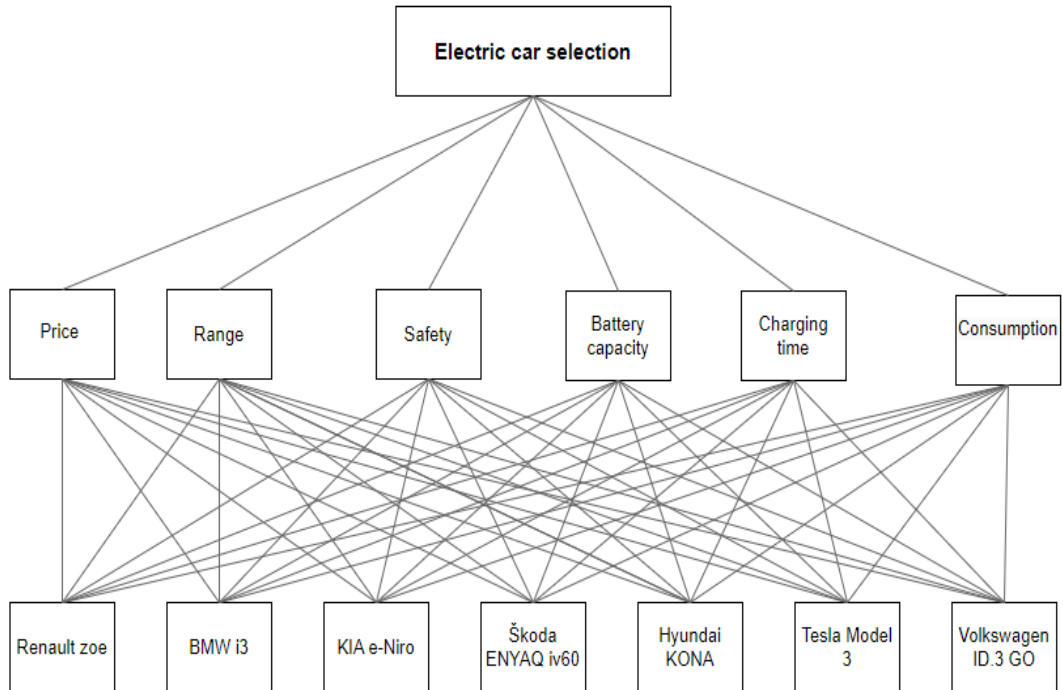 Electric car selection
Price
Range
Safety
Battery
capacity
Charging
time
Consumption
Renault zoe
BMW i3
KIA e-Niro
Škoda
ENYAQ iv60
Hyundai
KONA
Tesla Model
3
Volkswagen
ID.3 GO